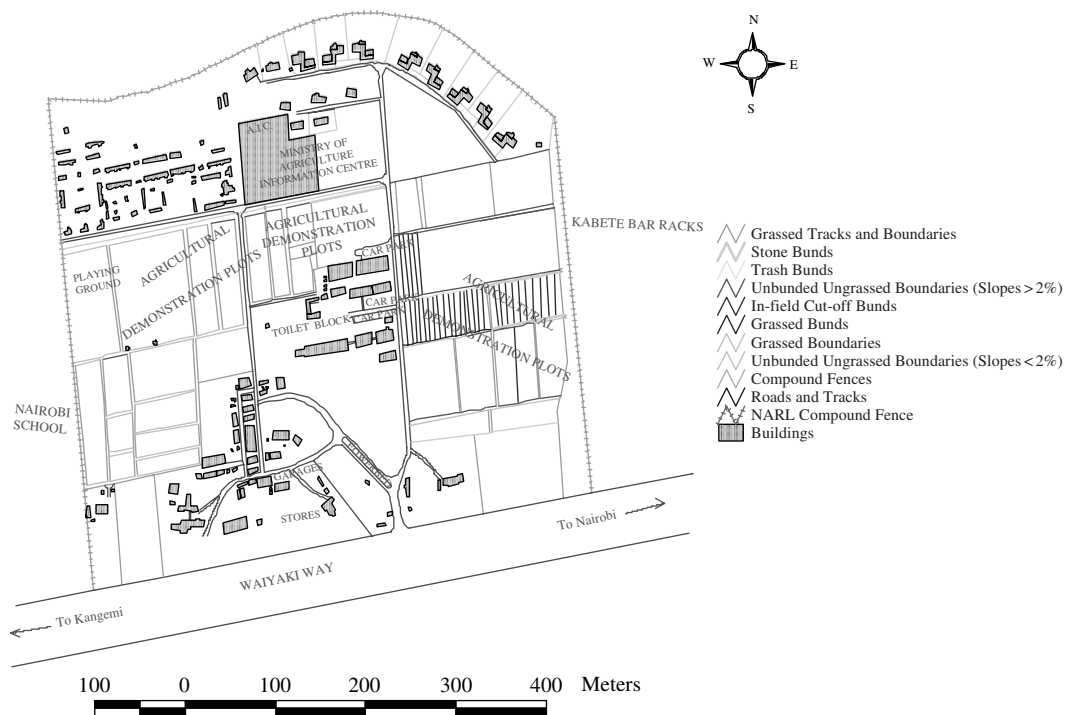 N
W
E
S
A.I.C.
MINISTRY OF
AGRICULTURE
INFORMATION CENTRE
KABETE BAR RACKS
AGRICULTURAL
DEMONSTRATION
PLOTS
AGRICULTURAL
DEMONSTRATION PLOTS
CAR PARK
PLAYING
GROUND
AGRICULTURAL
DEMONSTRATION PLOTS
CAR PARK
TOILET BLOCK
CAR PARK
NAIROBI
SCHOOL
GARAGES
STORES
WAIYAKI WAY
To Nairobi
To Kangemi
Grassed Tracks and Boundaries
Stone Bunds
Trash Bunds
Unbunded Ungrassed Boundaries (Slopes > 2%)
In-field Cut-off Bunds
Grassed Bunds
Grassed Boundaries
Unbunded Ungrassed Boundaries (Slopes < 2%)
Compound Fences
Roads and Tracks
NARL Compound Fence
Buildings
100 0 100 200 300 400 Meters